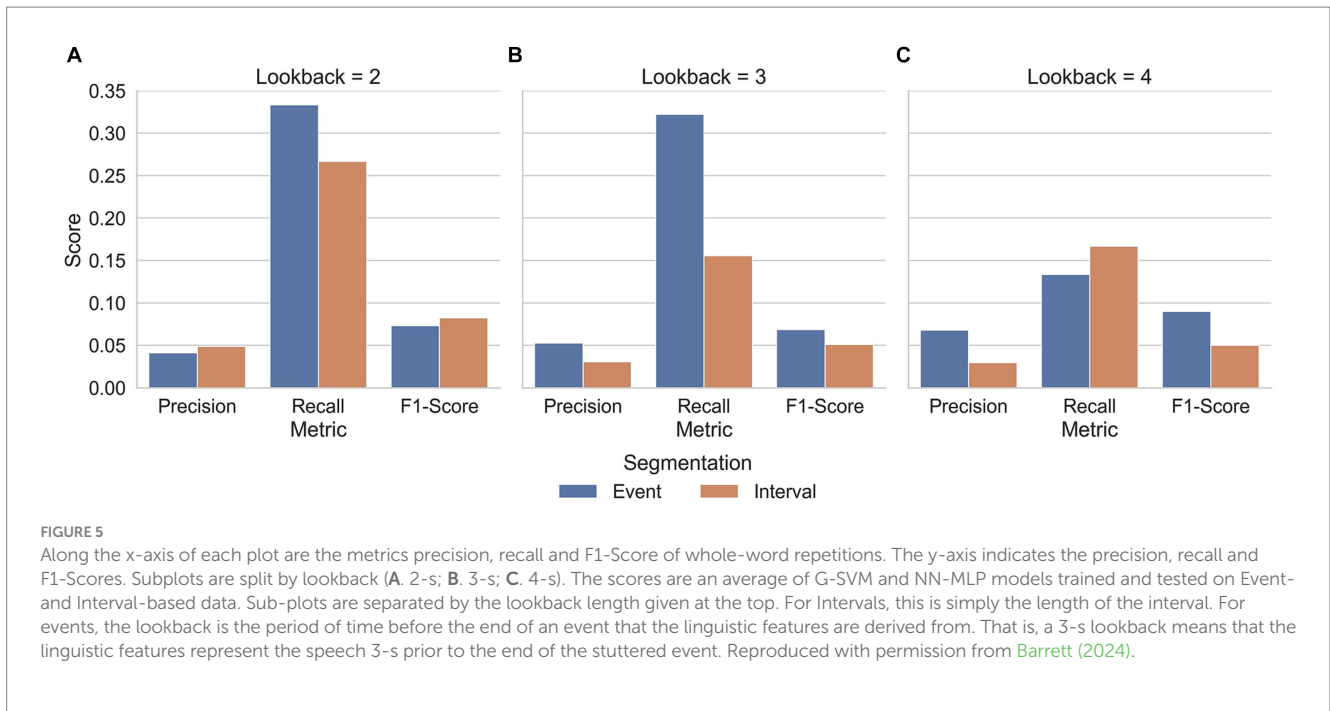 A
Lookback = 2
B
Lookback = 3
C
Lookback = 4
Score
0.35
0.30
0.25
0.20
0.15
0.10
0.05
0.00
Precision Recall F1-Score
Metric
Precision Recall F1-Score
Metric
Precision Recall F1-Score
Metric
Segmentation
Event Interval
FIGURE 5
Along the x-axis of each plot are the metrics precision, recall and F1-Score of whole-word repetitions. The y-axis indicates the precision, recall and
F1-Scores. Subplots are split by lookback (A. 2-s; B. 3-s; C. 4-s). The scores are an average of G-SVM and NN-MLP models trained and tested on Event-
and Interval-based data. Sub-plots are separated by the lookback length given at the top. For Intervals, this is simply the length of the interval. For
events, the lookback is the period of time before the end of an event that the linguistic features are derived from. That is, a 3-s lookback means that the
linguistic features represent the speech 3-s prior to the end of the stuttered event. Reproduced with permission from Barrett (2024).